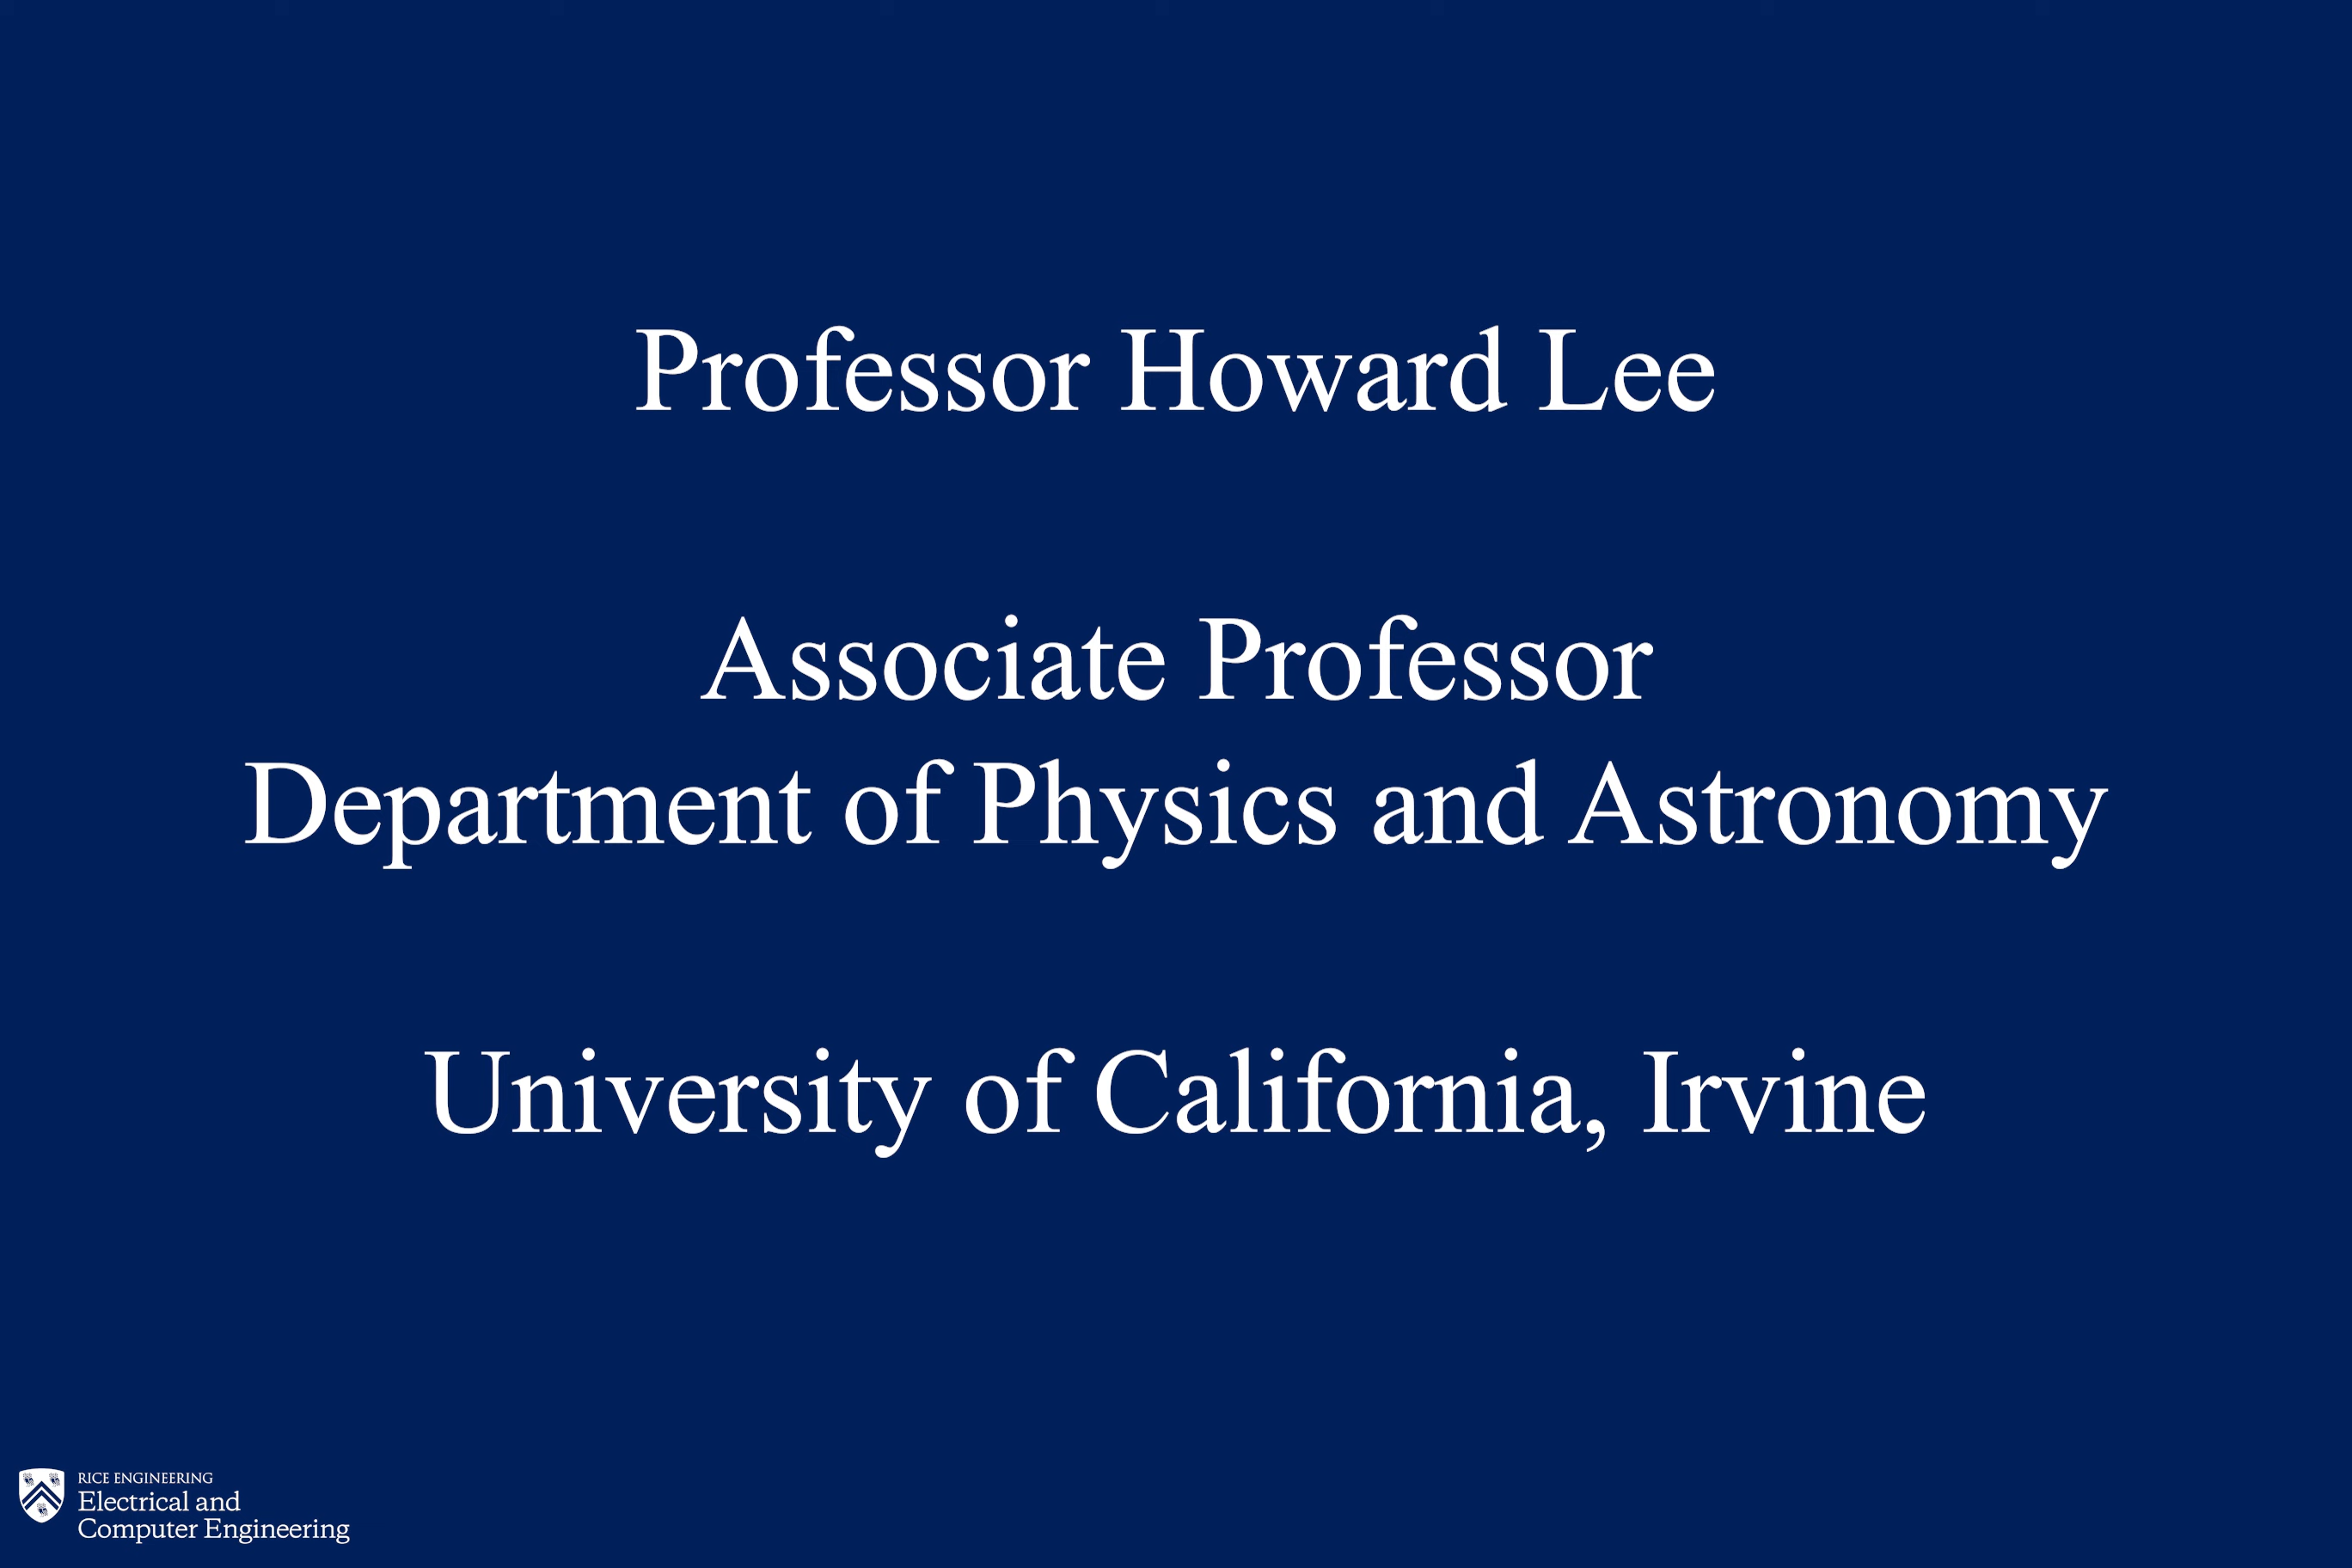 Professor Howard Lee
Associate Professor
Department of Physics and Astronomy
University of California, Irvine
RICE ENGINEERING
Electrical and
Computer Engineering